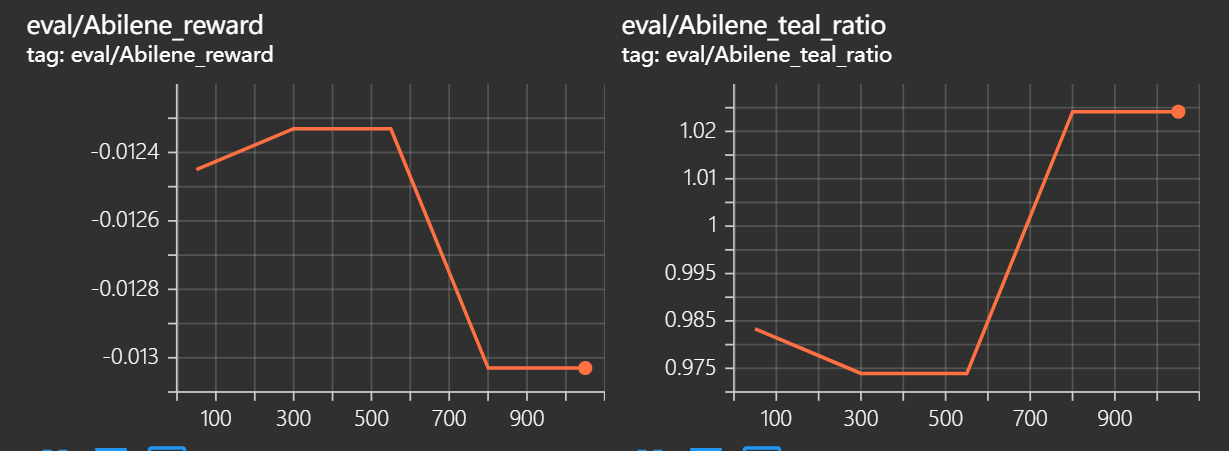 eval/Abilene_reward
tag: eval/Abilene_reward
-0.0124
-0.0126
-0.0128
-0.013
100 300 500 700 900
eval/Abilene_teal_ratio
tag: eval/Abilene_teal_ratio
1.02
1.01
1
0.995
0.985
0.975
100 300 500 700 900